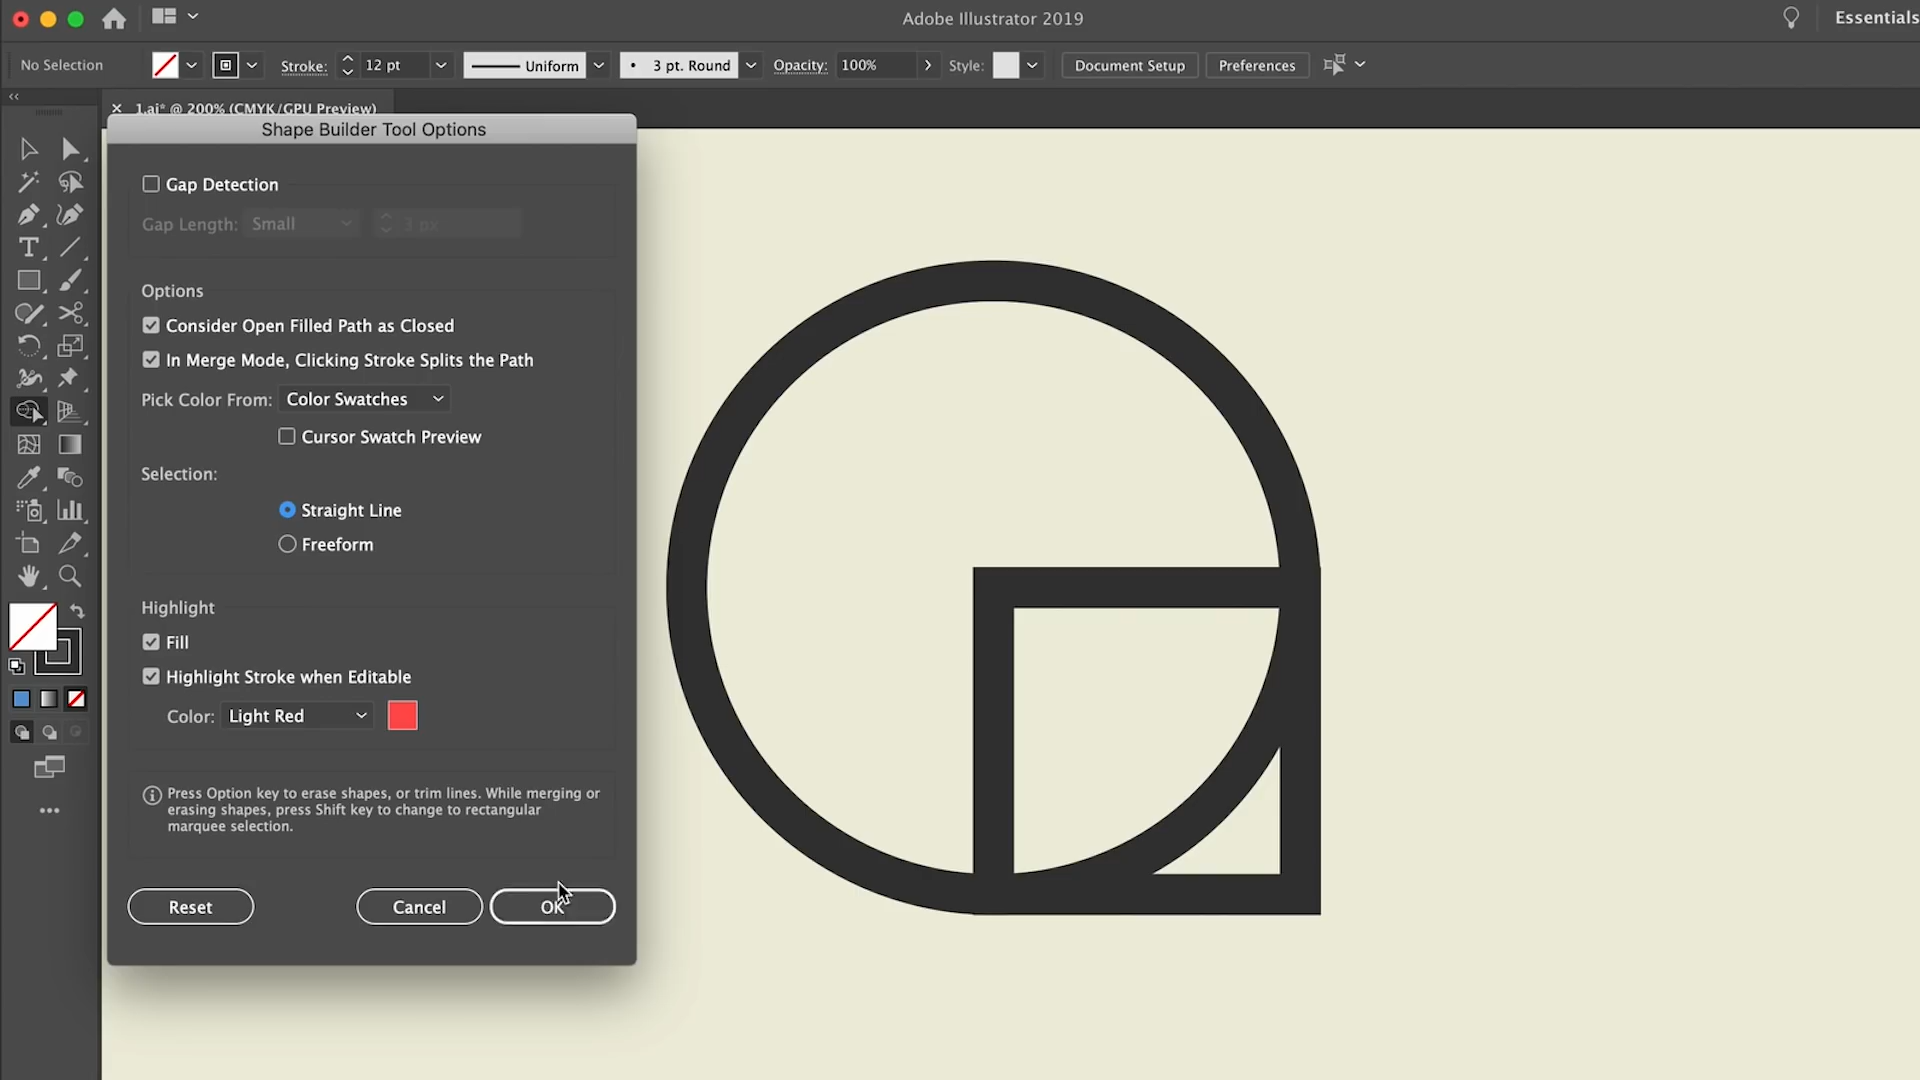 Adobe Illustrator 2019
Essentials
No Selection
Stroke:
12 pt
Uniform
3 pt. Round
Opacity:
100%
Style:
Document Setup
Preferences
1.ai* @ 200% (CMYK/GPU Preview)
Shape Builder Tool Options
Gap Detection
Gap Length: Small
3 px
Options
Consider Open Filled Path as Closed
In Merge Mode, Clicking Stroke Splits the Path
Pick Color From: Color Swatches
Cursor Swatch Preview
Selection:
Straight Line
Freeform
Highlight
Fill
Highlight Stroke when Editable
Color: Light Red
Press Option key to erase shapes, or trim lines. While merging or
erasing shapes, press Shift key to change to rectangular
marquee selection.
Reset
Cancel
OK